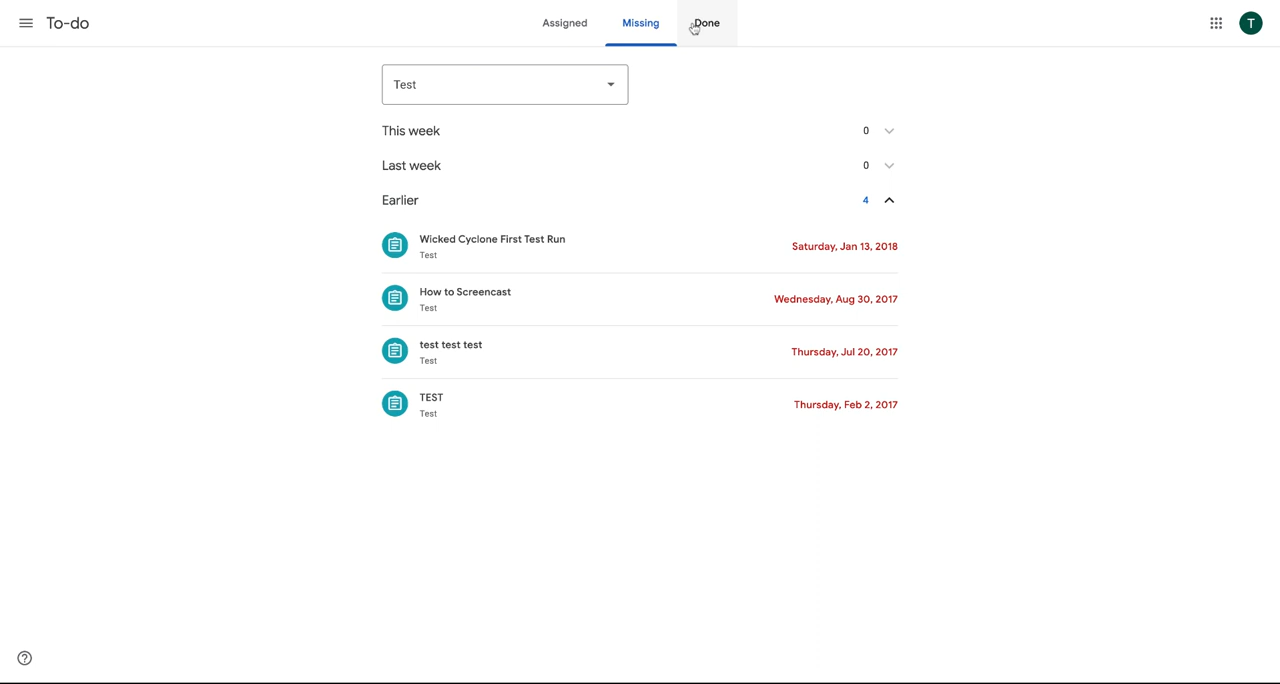 To-do
Assigned
Missing
Done
T
Test
This week
0
Last week
0
Earlier
4
Wicked Cyclone First Test Run
Test
Saturday, Jan 13, 2018
How to Screencast
Test
Wednesday, Aug 30, 2017
test test test
Test
Thursday, Jul 20, 2017
TEST
Test
Thursday, Feb 2, 2017
?